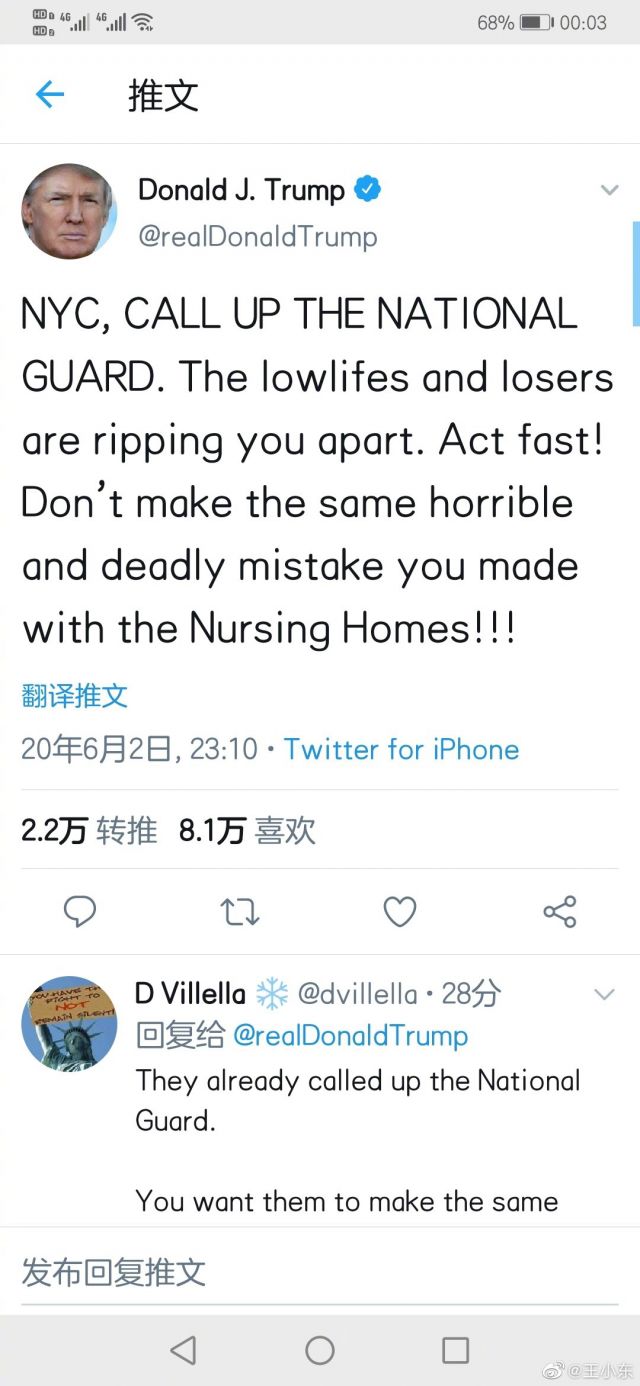 HD 1 4G 4G 68% 00:03
HD 2
推文
Donald J. Trump
@realDonaldTrump
NYC, CALL UP THE NATIONAL
GUARD. The lowlifes and losers
are ripping you apart. Act fast!
Don't make the same horrible
and deadly mistake you made
with the Nursing Homes!!!
翻译推文
20年6月2日, 23:10 · Twitter for iPhone
2.2万 转推 8.1万 喜欢
YOU HAVE THE
RIGHT TO
NOT
REMAIN SILENT!
D Villella @dvillella · 28分
回复给 @realDonaldTrump
They already called up the National
Guard.
You want them to make the same
发布回复推文
@王小东